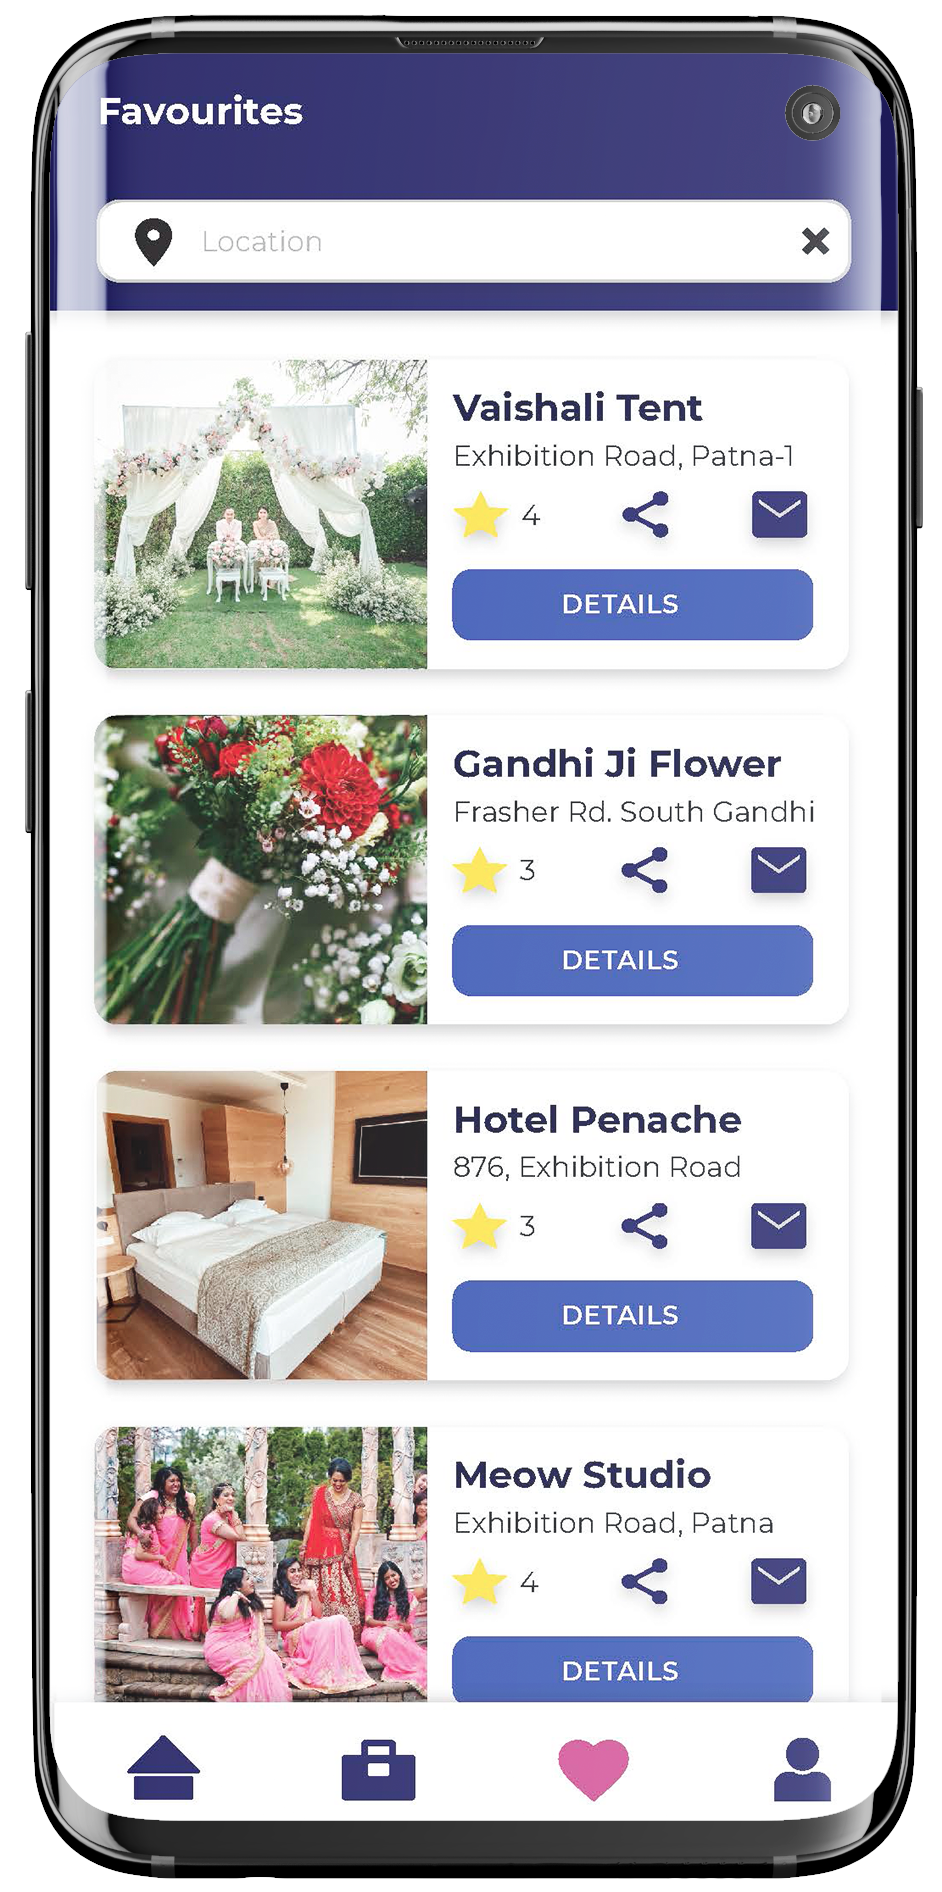 Favourites
Location
Vaishali Tent
Exhibition Road, Patna-1
4
DETAILS
Gandhi Ji Flower
Frasher Rd. South Gandhi
3
DETAILS
Hotel Penache
876, Exhibition Road
3
DETAILS
Meow Studio
Exhibition Road, Patna
4
DETAILS